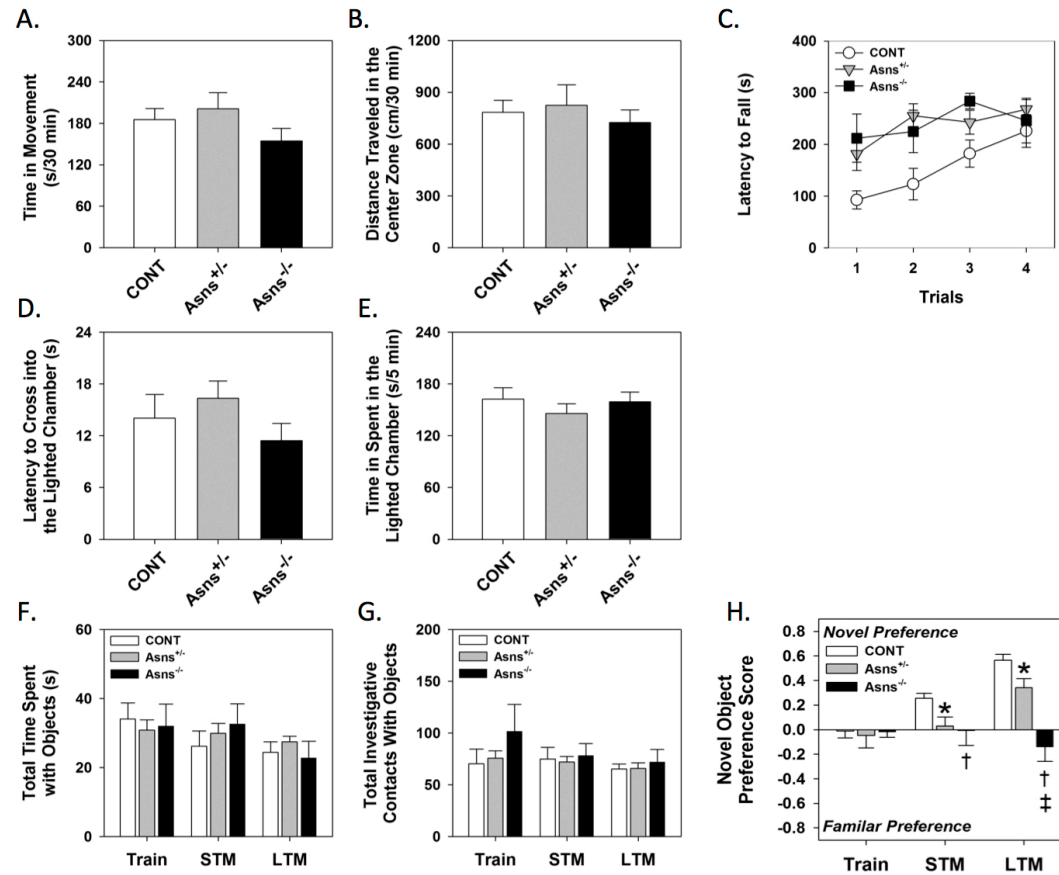 A.
Time in Movement
(s/30 min)
300
240
180
120
60
0
CONT
Asns+/-
Asns-/-
B.
Distance Traveled in the
Center Zone (cm/30 min)
1200
900
600
300
0
CONT
Asns+/-
Asns-/-
C.
Latency to Fall (s)
400
300
200
100
0
CONT
Asns+/-
Asns-/-
1 2 3 4
Trials
D.
Latency to Cross into
the Lighted Chamber (s)
24
18
12
6
0
CONT
Asns+/-
Asns-/-
E.
Time in Spent in the
Lighted Chamber (s/5 min)
240
180
120
60
0
CONT
Asns+/-
Asns-/-
F.
Total Time Spent
with Objects (s)
60
40
20
0
CONT
Asns+/-
Asns-/-
Train STM LTM
G.
Total Investigative
Contacts With Objects
200
150
100
50
0
CONT
Asns+/-
Asns-/-
Train STM LTM
H.
Novel Object
Preference Score
0.8
0.6
0.4
0.2
0.0
-0.2
-0.4
-0.6
-0.8
Novel Preference
CONT
Asns+/-
Asns-/-
*
*
†
†
‡
Familar Preference
Train STM LTM